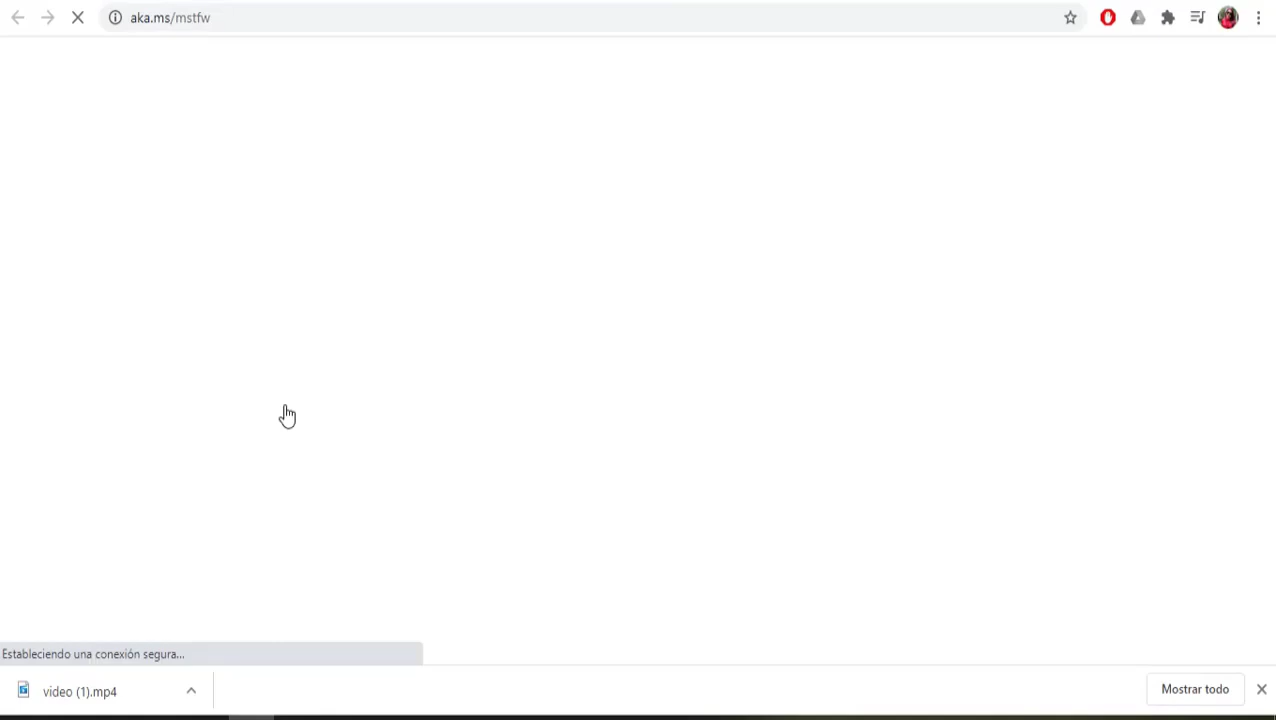 aka.ms/mstfw
Estableciendo una conexión segura...
video (1).mp4
Mostrar todo